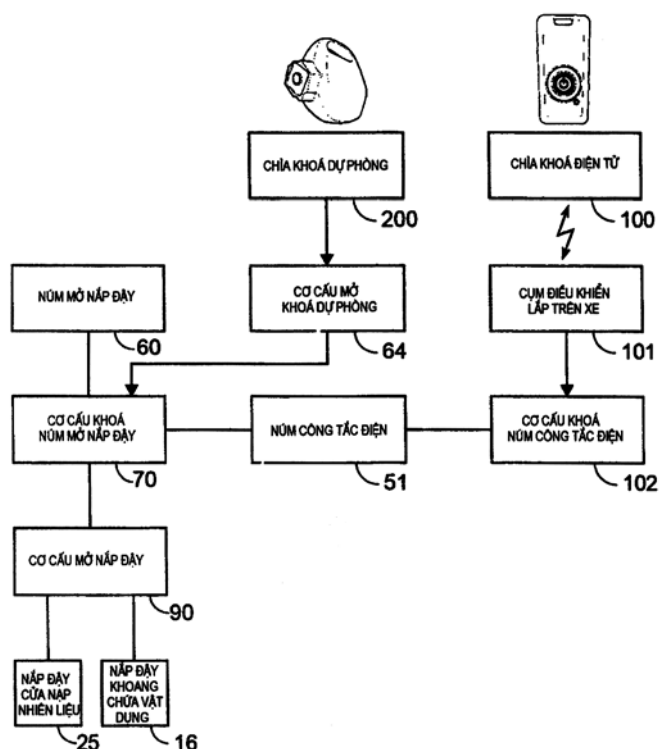 CHÌA KHOÁ DỰ PHÒNG
200
CHÌA KHOÁ ĐIỆN TỬ
100
NÚM MỞ NẮP ĐẬY
60
CƠ CẤU MỞ
KHOÁ DỰ PHÒNG
64
CỤM ĐIỀU KHIỂN
LẮP TRÊN XE
101
CƠ CẤU KHOÁ
NÚM MỞ NẮP ĐẬY
70
NÚM CÔNG TẮC ĐIỆN
51
CƠ CẤU KHOÁ
NÚM CÔNG TẮC ĐIỆN
102
CƠ CẤU MỞ NẮP ĐẬY
90
NẮP ĐẬY
CỬA NẠP
NHIÊN LIỆU
25
NẮP ĐẬY
KHOANG
CHỨA VẬT
DỤNG
16